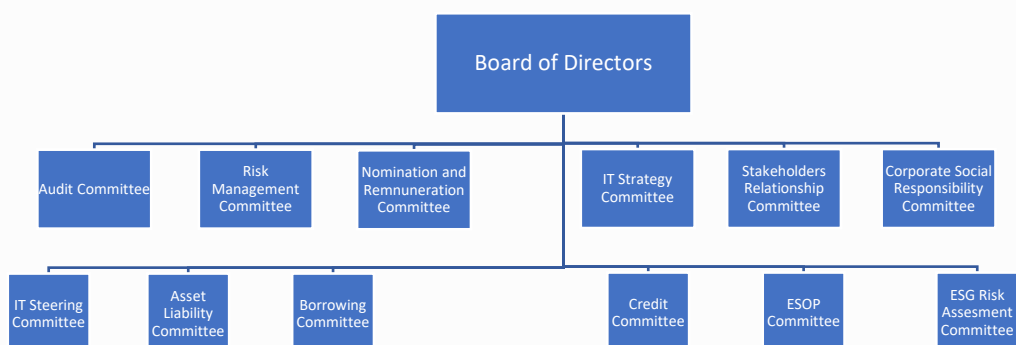 Board of Directors
Audit Committee
Risk
Management
Committee
Nomination and
Remnuneration
Committee
IT Strategy
Committee
Stakeholders
Relationship
Committee
Corporate Social
Responsibility
Committee
IT Steering
Committee
Asset
Liability
Committee
Borrowing
Committee
Credit
Committee
ESOP
Committee
ESG Risk
Assesment
Committee